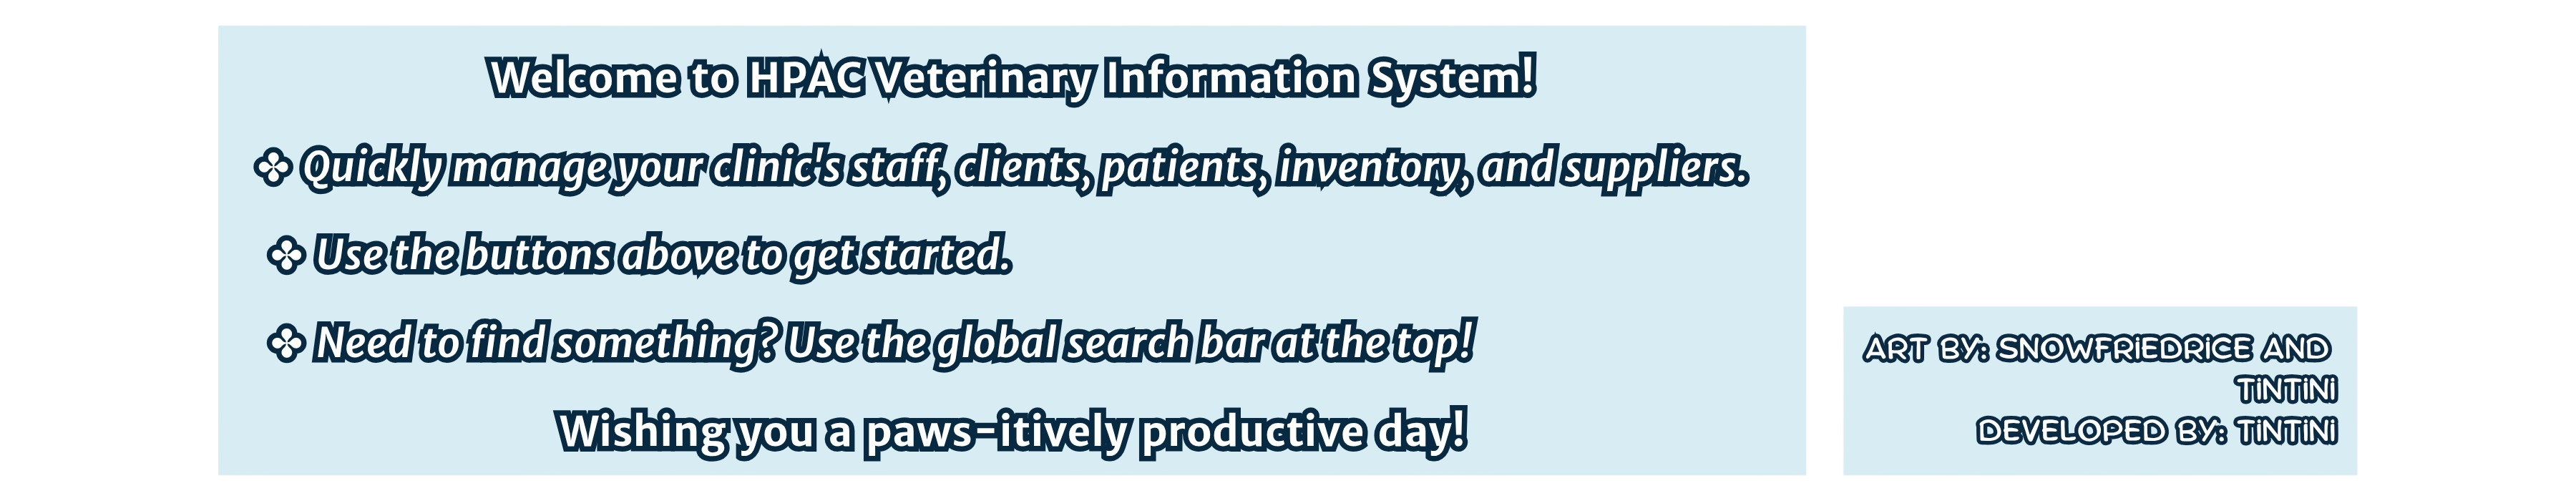 Welcome to HPAC Veterinary Information System!
✤ Quickly manage your clinic's staff, clients, patients, inventory, and suppliers.
✤ Use the buttons above to get started.
✤ Need to find something? Use the global search bar at the top!
Wishing you a paws-itively productive day!
ART BY: SNOWFRiEDRiCE AND
TiNTiNi
DEVELOPED BY: TiNTiNi